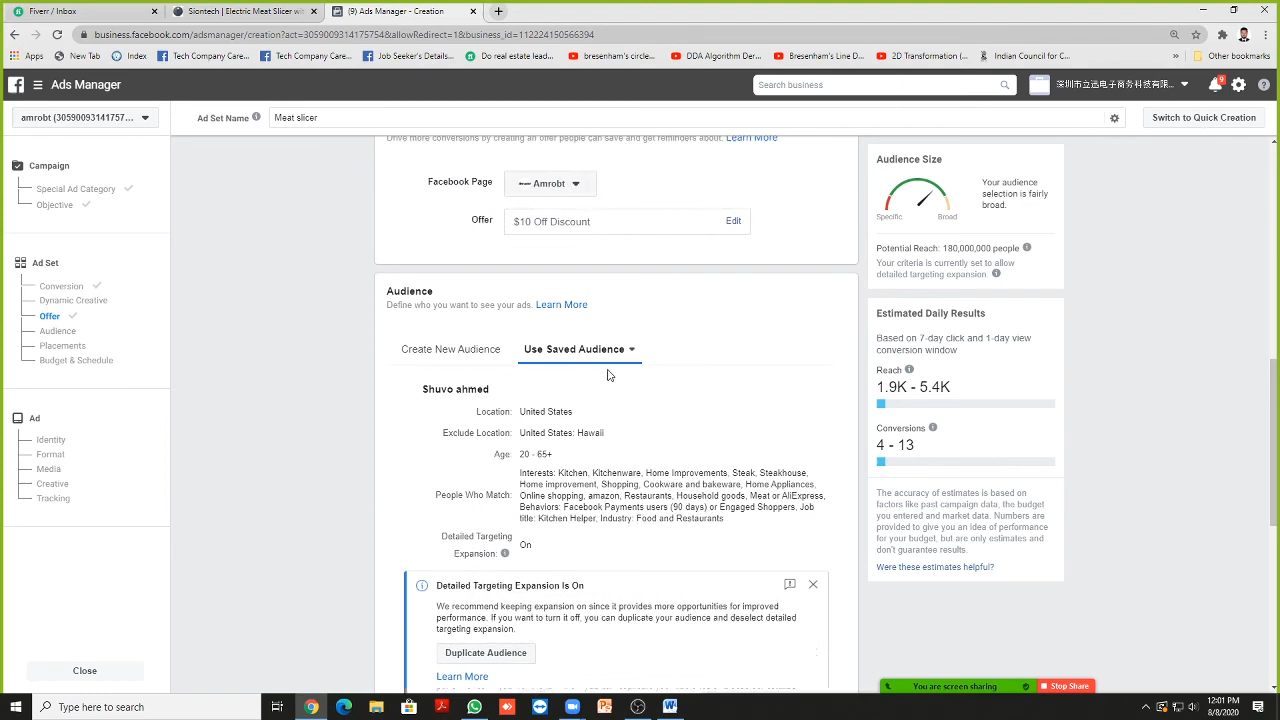 Fiverr / Inbox
Siontech | Electric Meat Slicer wit
(9) Ads Manager - Creation
business.facebook.com/adsmanager/creation?act=3059009314175754&allowRedirect=1&business_id=112224150566394
Apps
G Tech Company
Udemy
Index
Tech Company Care...
Tech Company Care...
Job Seeker's Detail...
bresenham's circle...
DDA Algorithm Der...
Bresenham's Line D...
2D Transformation (...
Indian Council for C...
»
Other bookmarks
Ads Manager
Search business
深圳市立迅电子务科技有限...
9
amrobt (30590093141757...
Ad Set Name
Meat slicer
Switch to Quick Creation
Campaign
Special Ad Category
Objective
Ad Set
Conversion
Dynamic Creative
Offer
Audience
Placements
Budget & Schedule
Ad
Identity
Format
Media
Creative
Tracking
Close
Drive more conversions by creating an offer people can save and get reminders about. Learn More
Facebook Page
Amrobt
Offer
$10 Off Discount
Edit
Audience
Define who you want to see your ads. Learn More
Create New Audience
Use Saved Audience
Shuvo ahmed
Location: United States
Exclude Location: United States: Hawaii
Age: 20 - 65+
People Who Match:
Interests: Kitchen, Kitchenware, Home Improvements, Steak, Steakhouse,
Home improvement, Shopping, Cookware and bakeware, Home Appliances,
Online shopping, amazon, Restaurants, Household goods, Meat or AliExpress,
Behaviors: Facebook Payments users (90 days) or Engaged Shoppers, Job
title: Kitchen Helper, Industry: Food and Restaurants
Detailed Targeting
Expansion:
On
Detailed Targeting Expansion Is On
We recommend keeping expansion on since it provides more opportunities for improved
performance. If you want to turn it off, you can duplicate your audience and deselect detailed
targeting expansion.
Duplicate Audience
Learn More
Audience Size
Specific
Broad
Your audience
selection is fairly
broad.
Potential Reach: 180,000,000 people
Your criteria is currently set to allow
detailed targeting expansion.
Estimated Daily Results
Based on 7-day click and 1-day view
conversion window
Reach
1.9K - 5.4K
Conversions
4 - 13
The accuracy of estimates is based on
factors like past campaign data, the budget
you entered and market data. Numbers are
provided to give you an idea of performance
for your budget, but are only estimates and
don't guarantee results.
Were these estimates helpful?
You are screen sharing
Stop Share
Type here to search
12:01 PM
8/8/2020